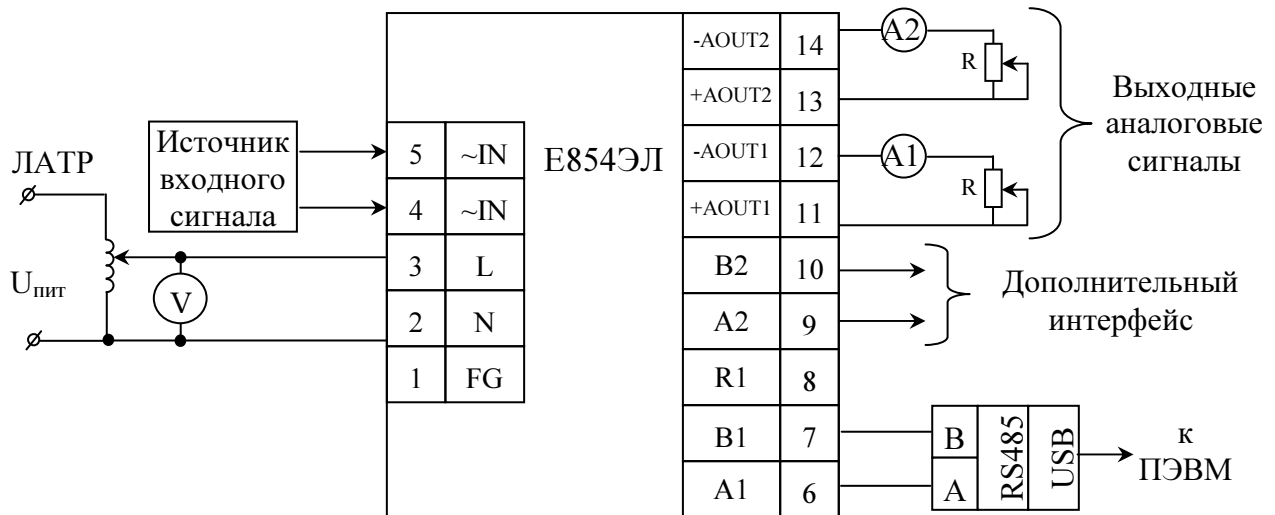 ЛАТР
Uпит
V
Источник
входного
сигнала
5 ~IN
4 ~IN
3 L
2 N
1 FG
Е854ЭЛ
-AOUT2 14
+AOUT2 13
-AOUT1 12
+AOUT1 11
B2 10
A2 9
R1 8
B1 7
A1 6
A2
R
A1
R
Выходные
аналоговые
сигналы
Дополнительный
интерфейс
B
A
RS485
USB
к
ПЭВМ